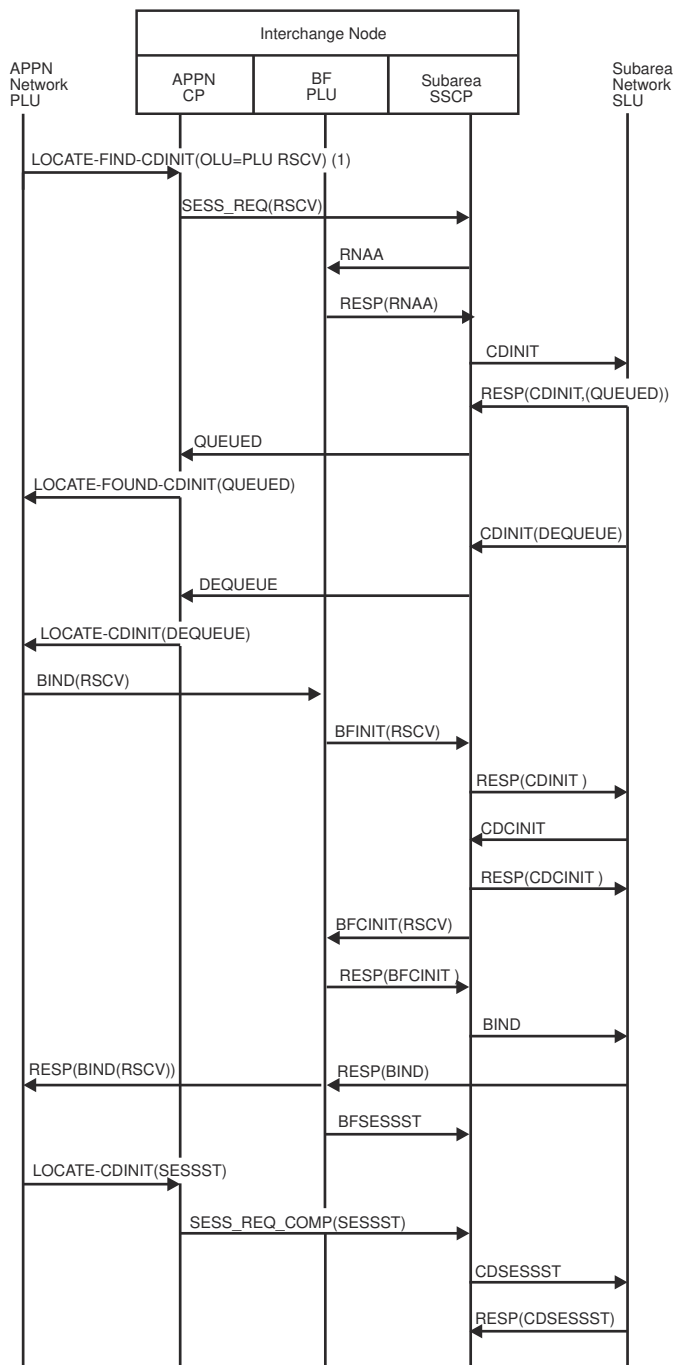 Interchange Node
APPN
Network
PLU
APPN
CP
BF
PLU
Subarea
SSCP
Subarea
Network
SLU
LOCATE-FIND-CDINIT(OLU=PLU RSCV) (1)
SESS_REQ(RSCV)
RNAA
RESP(RNAA)
CDINIT
RESP(CDINIT,(QUEUED))
QUEUED
LOCATE-FOUND-CDINIT(QUEUED)
CDINIT(DEQUEUE)
DEQUEUE
LOCATE-CDINIT(DEQUEUE)
BIND(RSCV)
BFINIT(RSCV)
RESP(CDINIT )
CDCINIT
RESP(CDCINIT )
BFCINIT(RSCV)
RESP(BFCINIT )
BIND
RESP(BIND(RSCV))
RESP(BIND)
BFSESSST
LOCATE-CDINIT(SESSST)
SESS_REQ_COMP(SESSST)
CDSESSST
RESP(CDSESSST)